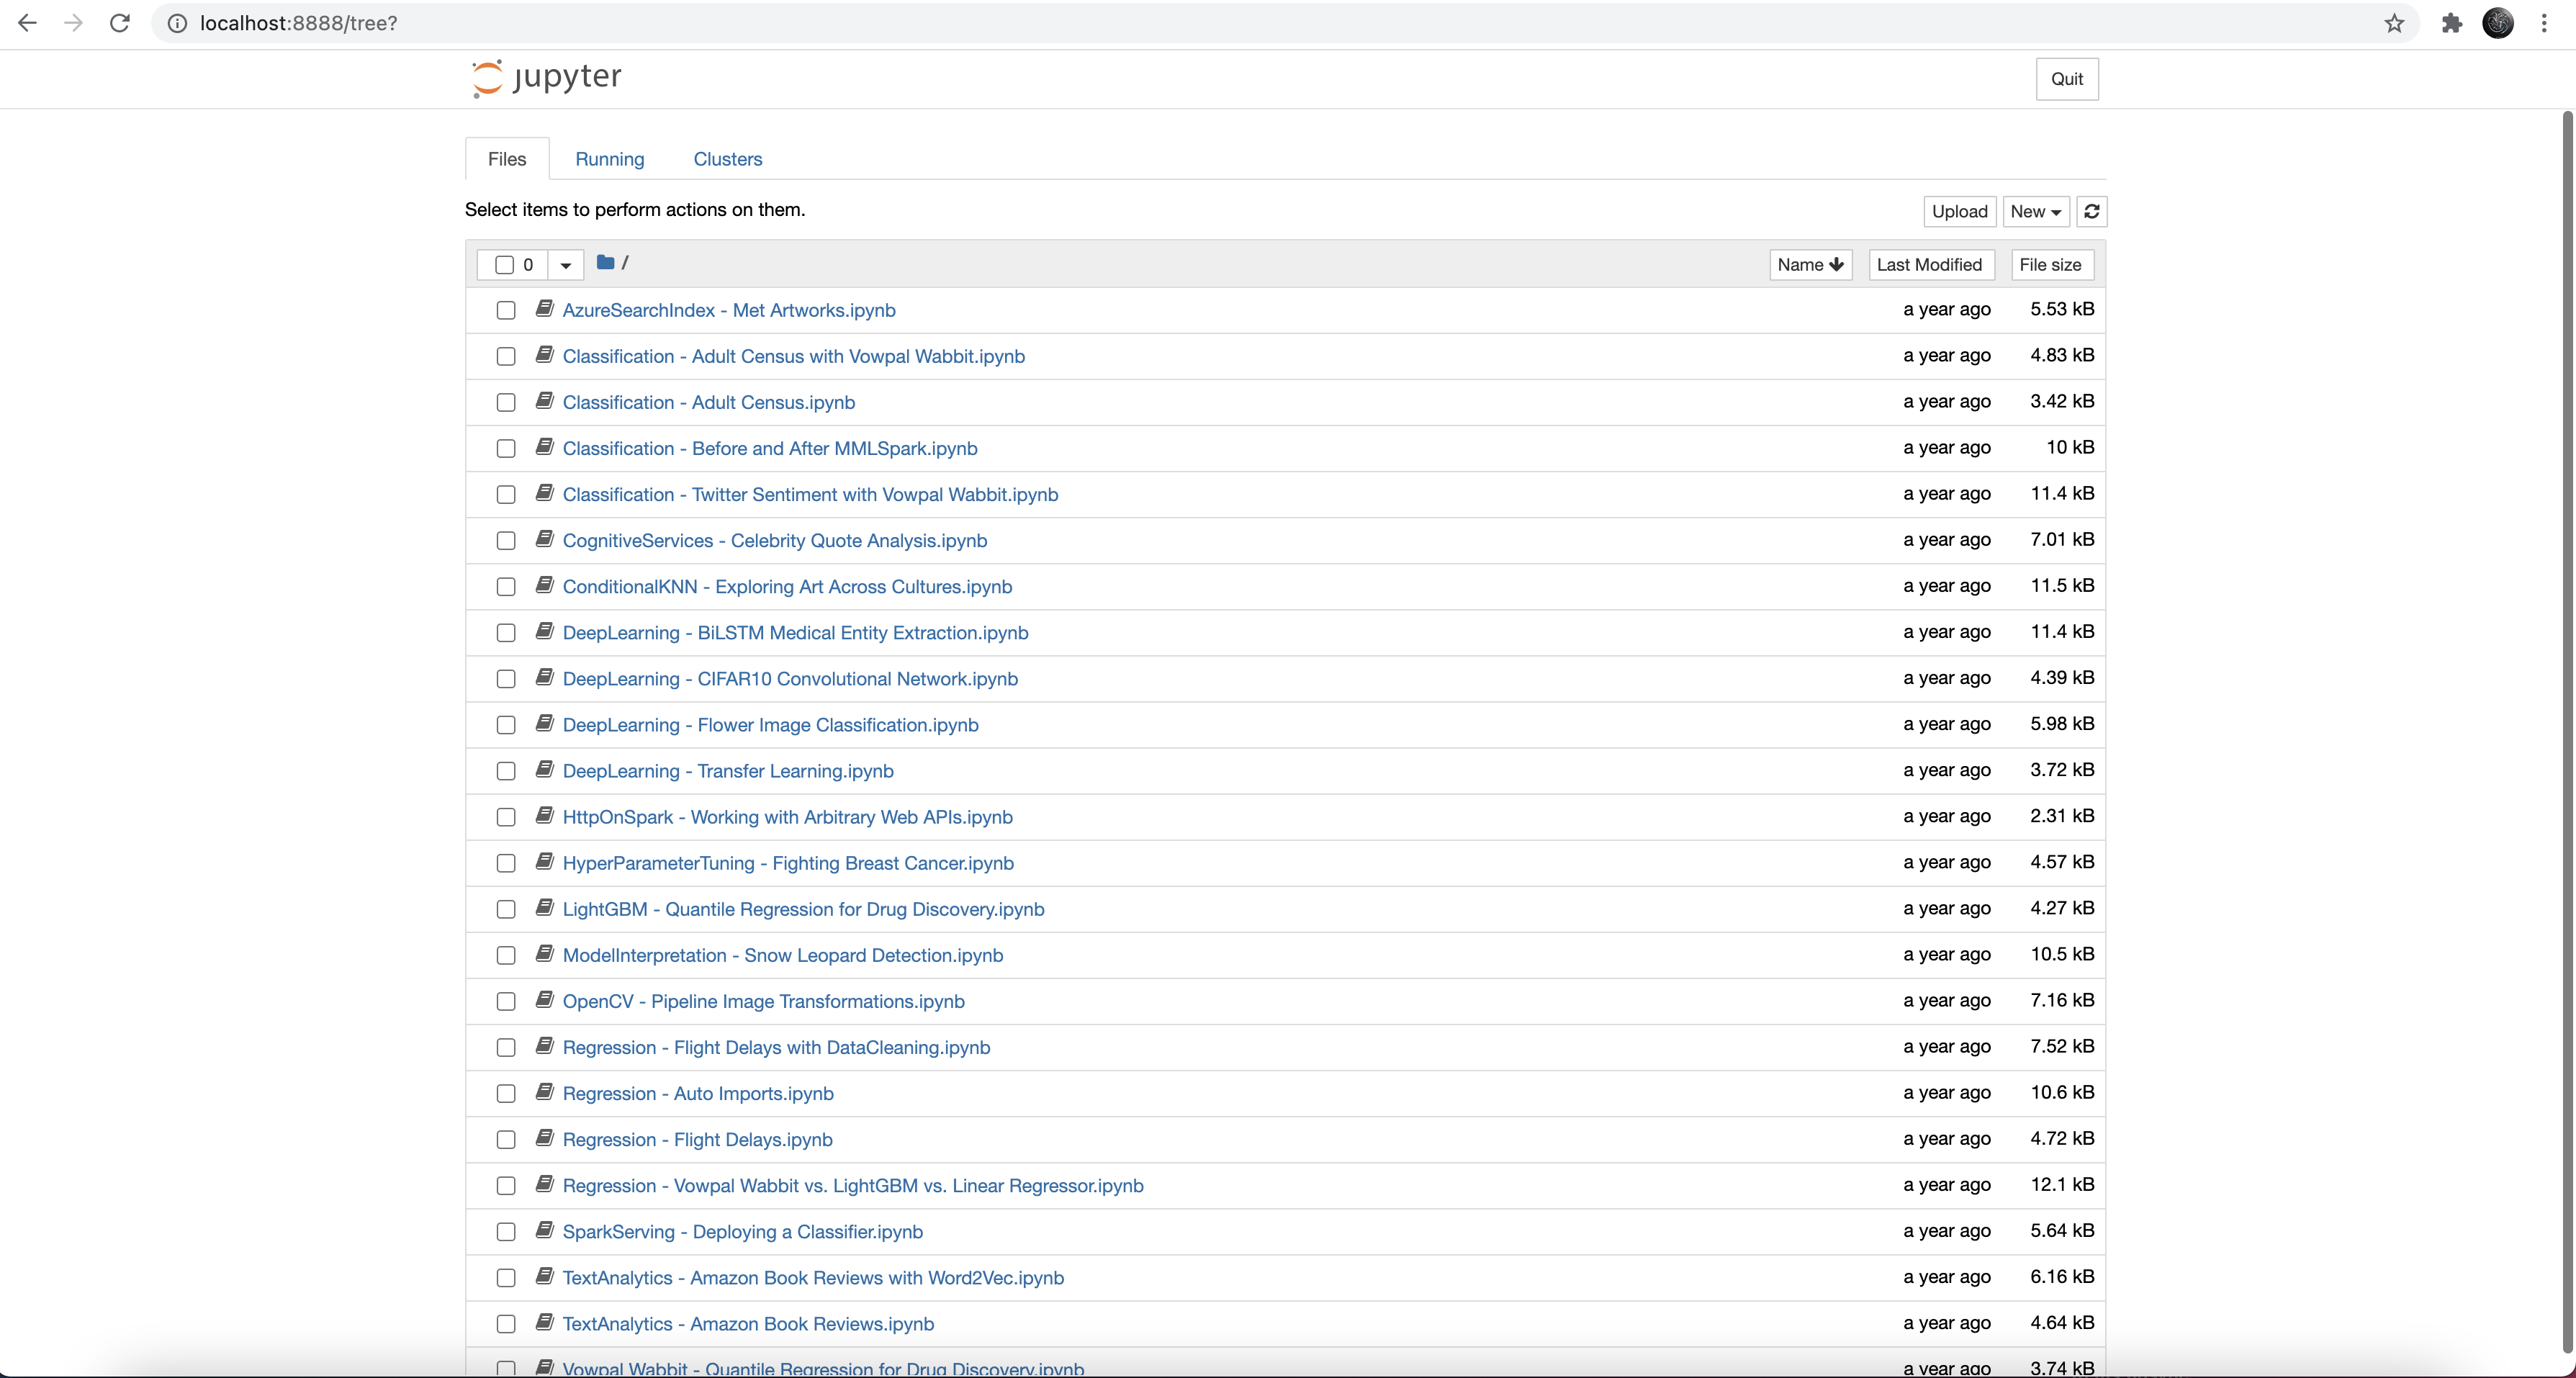 localhost:8888/tree?
jupyter
Quit
Files Running Clusters
Select items to perform actions on them.
Upload New
0 / Name Last Modified File size
AzureSearchIndex - Met Artworks.ipynb a year ago 5.53 kB
Classification - Adult Census with Vowpal Wabbit.ipynb a year ago 4.83 kB
Classification - Adult Census.ipynb a year ago 3.42 kB
Classification - Before and After MMLSpark.ipynb a year ago 10 kB
Classification - Twitter Sentiment with Vowpal Wabbit.ipynb a year ago 11.4 kB
CognitiveServices - Celebrity Quote Analysis.ipynb a year ago 7.01 kB
ConditionalKNN - Exploring Art Across Cultures.ipynb a year ago 11.5 kB
DeepLearning - BiLSTM Medical Entity Extraction.ipynb a year ago 11.4 kB
DeepLearning - CIFAR10 Convolutional Network.ipynb a year ago 4.39 kB
DeepLearning - Flower Image Classification.ipynb a year ago 5.98 kB
DeepLearning - Transfer Learning.ipynb a year ago 3.72 kB
HttpOnSpark - Working with Arbitrary Web APIs.ipynb a year ago 2.31 kB
HyperParameterTuning - Fighting Breast Cancer.ipynb a year ago 4.57 kB
LightGBM - Quantile Regression for Drug Discovery.ipynb a year ago 4.27 kB
ModelInterpretation - Snow Leopard Detection.ipynb a year ago 10.5 kB
OpenCV - Pipeline Image Transformations.ipynb a year ago 7.16 kB
Regression - Flight Delays with DataCleaning.ipynb a year ago 7.52 kB
Regression - Auto Imports.ipynb a year ago 10.6 kB
Regression - Flight Delays.ipynb a year ago 4.72 kB
Regression - Vowpal Wabbit vs. LightGBM vs. Linear Regressor.ipynb a year ago 12.1 kB
SparkServing - Deploying a Classifier.ipynb a year ago 5.64 kB
TextAnalytics - Amazon Book Reviews with Word2Vec.ipynb a year ago 6.16 kB
TextAnalytics - Amazon Book Reviews.ipynb a year ago 4.64 kB
Vowpal Wabbit - Quantile Regression for Drug Discovery.ipynb a year ago 3.74 kB